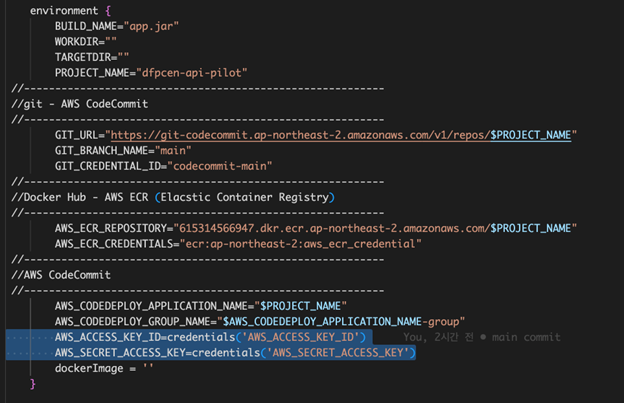 environment {
BUILD_NAME="app.jar"
WORKDIR=""
TARGETDIR=""
PROJECT_NAME="dfpcen-api-pilot"
//----------------------------------------------------------
//git - AWS CodeCommit
//----------------------------------------------------------
GIT_URL="https://git-codecommit.ap-northeast-2.amazonaws.com/v1/repos/$PROJECT_NAME"
GIT_BRANCH_NAME="main"
GIT_CREDENTIAL_ID="codecommit-main"
//----------------------------------------------------------
//Docker Hub - AWS ECR (Elacstic Container Registry)
//----------------------------------------------------------
AWS_ECR_REPOSITORY="615314566947.dkr.ecr.ap-northeast-2.amazonaws.com/$PROJECT_NAME"
AWS_ECR_CREDENTIALS="ecr:ap-northeast-2:aws_ecr_credential"
//----------------------------------------------------------
//AWS CodeCommit
//----------------------------------------------------------
AWS_CODEDEPLOY_APPLICATION_NAME="$PROJECT_NAME"
AWS_CODEDEPLOY_GROUP_NAME="$AWS_CODEDEPLOY_APPLICATION_NAME-group"
AWS_ACCESS_KEY_ID=credentials('AWS_ACCESS_KEY_ID') You, 2시간 전 • main commit
AWS_SECRET_ACCESS_KEY=credentials('AWS_SECRET_ACCESS_KEY')
dockerImage = ''
}